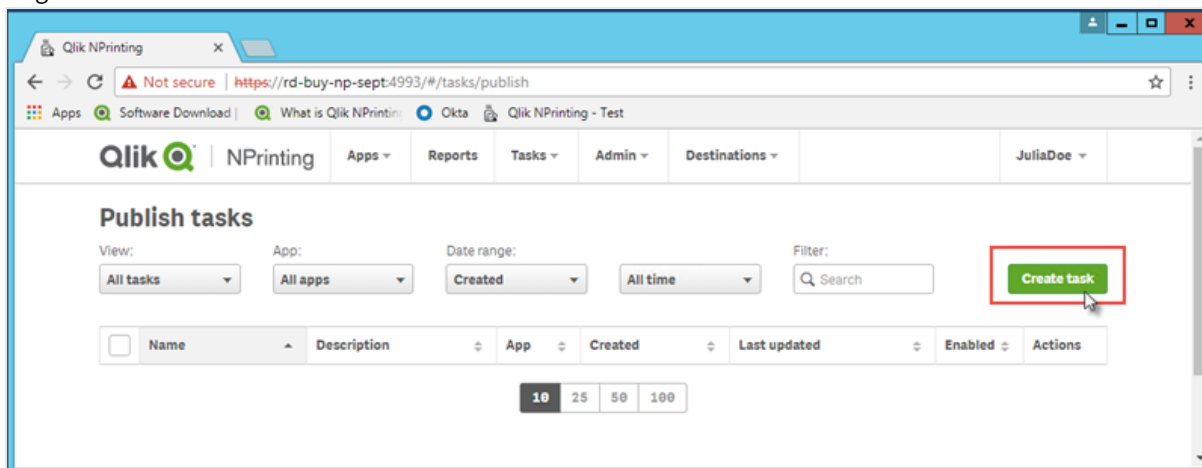 Qlik NPrinting
Not secure | https://rd-buy-np-sept:4993/#/tasks/publish
Apps Software Download | What is Qlik NPrinting Okta Qlik NPrinting - Test
Qlik NPrinting Apps Reports Tasks Admin Destinations JuliaDoe
Publish tasks
View: App: Date range: Filter:
All tasks All apps Created All time Search Create task
Name Description App Created Last updated Enabled Actions
10 25 50 100